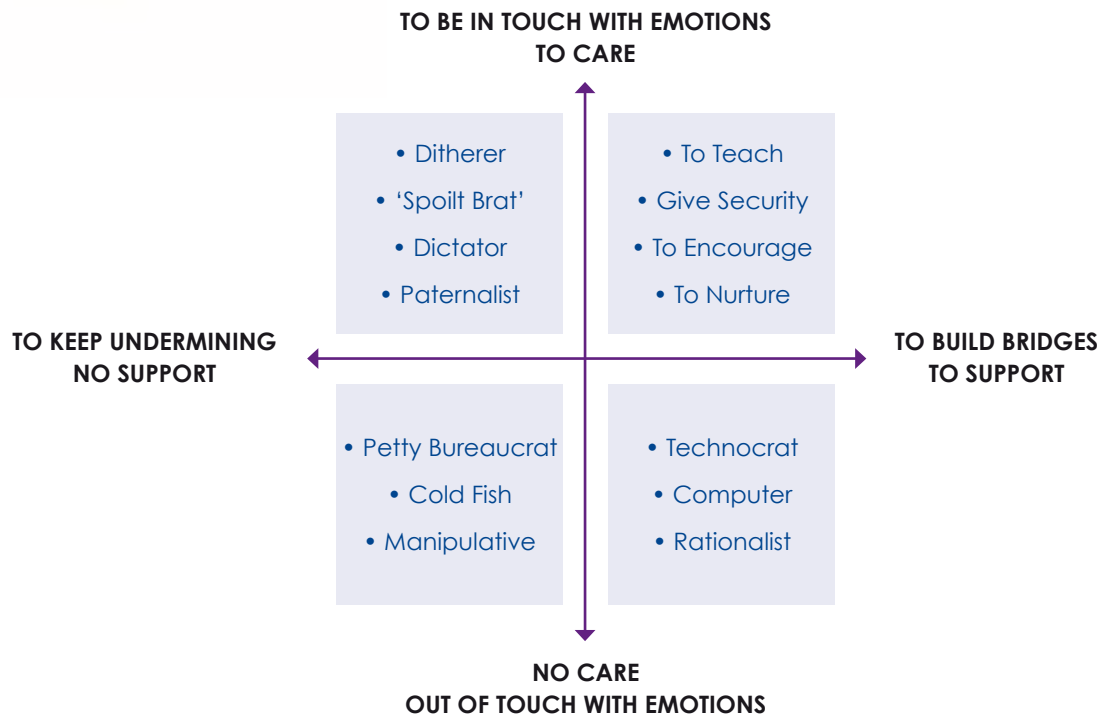 TO BE IN TOUCH WITH EMOTIONS
TO CARE
• Ditherer
• ‘Spoilt Brat’
• Dictator
• Paternalist
• To Teach
• Give Security
• To Encourage
• To Nurture
TO KEEP UNDERMINING
NO SUPPORT
TO BUILD BRIDGES
TO SUPPORT
• Petty Bureaucrat
• Cold Fish
• Manipulative
• Technocrat
• Computer
• Rationalist
NO CARE
OUT OF TOUCH WITH EMOTIONS